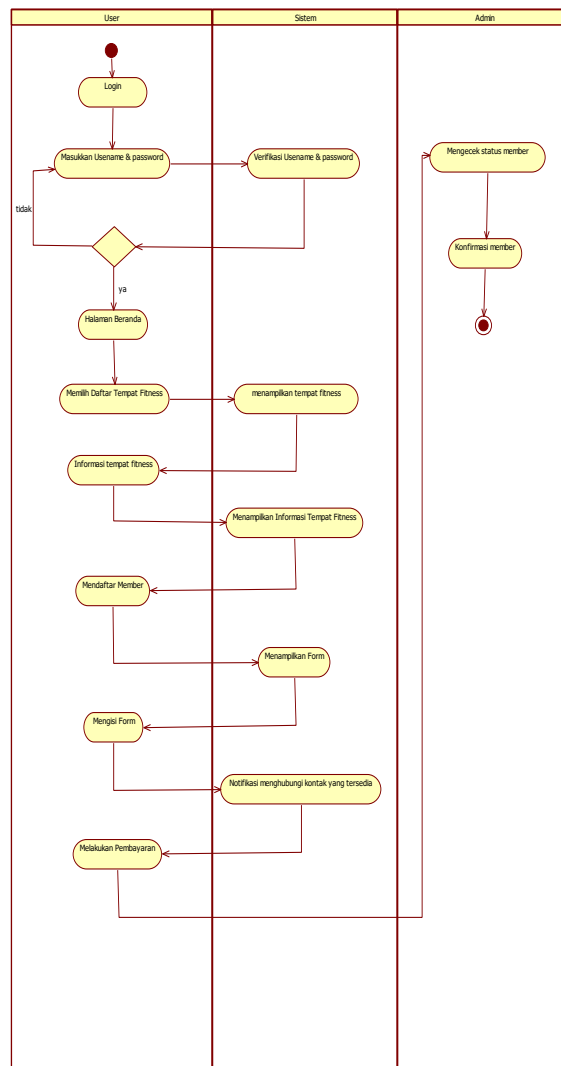 User
Sistem
Admin
Login
Masukkan Usename & password
Verifikasi Usename & password
Mengecek status member
tidak
Konfirmasi member
ya
Halaman Beranda
Memilih Daftar Tempat Fitness
menampilkan tempat fitness
Informasi tempat fitness
Menampilkan Informasi Tempat Fitness
Mendaftar Member
Menampilkan Form
Mengisi Form
Notifikasi menghubungi kontak yang tersedia
Melakukan Pembayaran